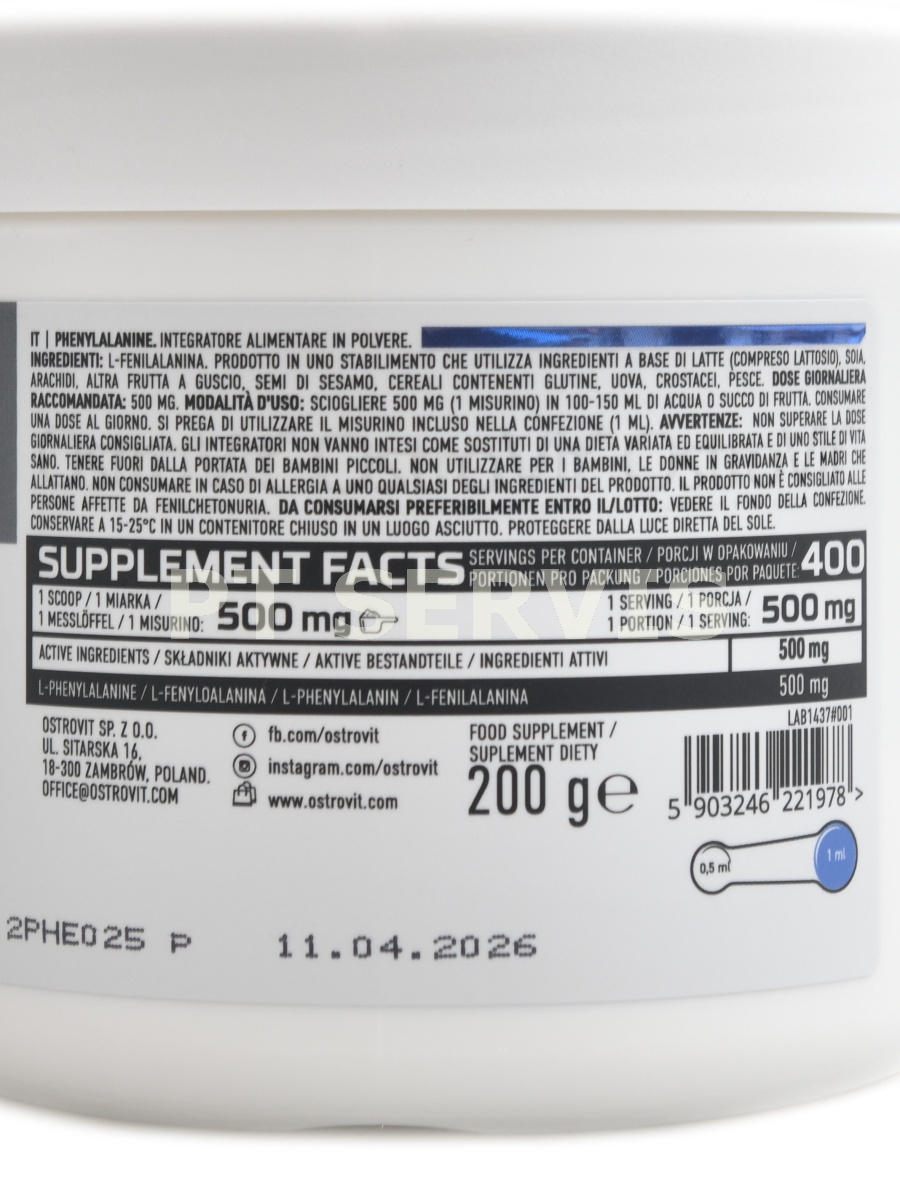 IT | PHENYLALANINE. INTEGRATORE ALIMENTARE IN POLVERE.
INGREDIENTI: L-FENILALANINA. PRODOTTO IN UNO STABILIMENTO CHE UTILIZZA INGREDIENTI A BASE DI LATTE (COMPRESO LATTOSIO), SOIA,
ARACHIDI, ALTRA FRUTTA A GUSCIO, SEMI DI SESAMO, CEREALI CONTENENTI GLUTINE, UOVA, CROSTACEI, PESCE. DOSE GIORNALIERA
RACCOMANDATA: 500 MG. MODALITÀ D'USO: SCIOGLIERE 500 MG (1 MISURINO) IN 100-150 ML DI ACQUA O SUCCO DI FRUTTA. CONSUMARE
UNA DOSE AL GIORNO. SI PREGA DI UTILIZZARE IL MISURINO INCLUSO NELLA CONFEZIONE (1 ML). AVVERTENZE: NON SUPERARE LA DOSE
GIORNALIERA CONSIGLIATA. GLI INTEGRATORI NON VANNO INTESI COME SOSTITUTI DI UNA DIETA VARIATA ED EQUILIBRATA E DI UNO STILE DI VITA
SANO. TENERE FUORI DALLA PORTATA DEI BAMBINI PICCOLI. NON UTILIZZARE PER I BAMBINI, LE DONNE IN GRAVIDANZA E LE MADRI CHE
ALLATTANO. NON CONSUMARE IN CASO DI ALLERGIA A UNO QUALSIASI DEGLI INGREDIENTI DEL PRODOTTO. IL PRODOTTO NON È CONSIGLIATO ALLE
PERSONE AFFETTE DA FENILCHETONURIA. DA CONSUMARSI PREFERIBILMENTE ENTRO IL/LOTTO: VEDERE IL FONDO DELLA CONFEZIONE.
CONSERVARE A 15-25°C IN UN CONTENITORE CHIUSO IN UN LUOGO ASCIUTTO. PROTEGGERE DALLA LUCE DIRETTA DEL SOLE.
SUPPLEMENT FACTS SERVINGS PER CONTAINER / PORCJI W OPAKOWANIU /
PORTIONEN PRO PACKUNG / PORCIONES POR PAQUETE: 400
1 SCOOP / 1 MIARKA /
1 MESSLÖFFEL / 1 MISURINO: 500 mg
1 SERVING / 1 PORCJA /
1 PORTION / 1 SERVING: 500 mg
PT SERVIS
ACTIVE INGREDIENTS / SKŁADNIKI AKTYWNE / AKTIVE BESTANDTEILE / INGREDIENTI ATTIVI 500 mg
L-PHENYLALANINE / L-FENYLOALANINA / L-PHENYLALANIN / L-FENILALANINA 500 mg
OSTROVIT SP. Z O.O.
UL. SITARSKA 16,
18-300 ZAMBRÓW, POLAND.
OFFICE@OSTROVIT.COM
fb.com/ostrovit
instagram.com/ostrovit
www.ostrovit.com
FOOD SUPPLEMENT /
SUPLEMENT DIETY
200 g e
LAB1437#001
5 903246 221978 >
0,5 ml
1 ml
2PHE025 P 11.04.2026